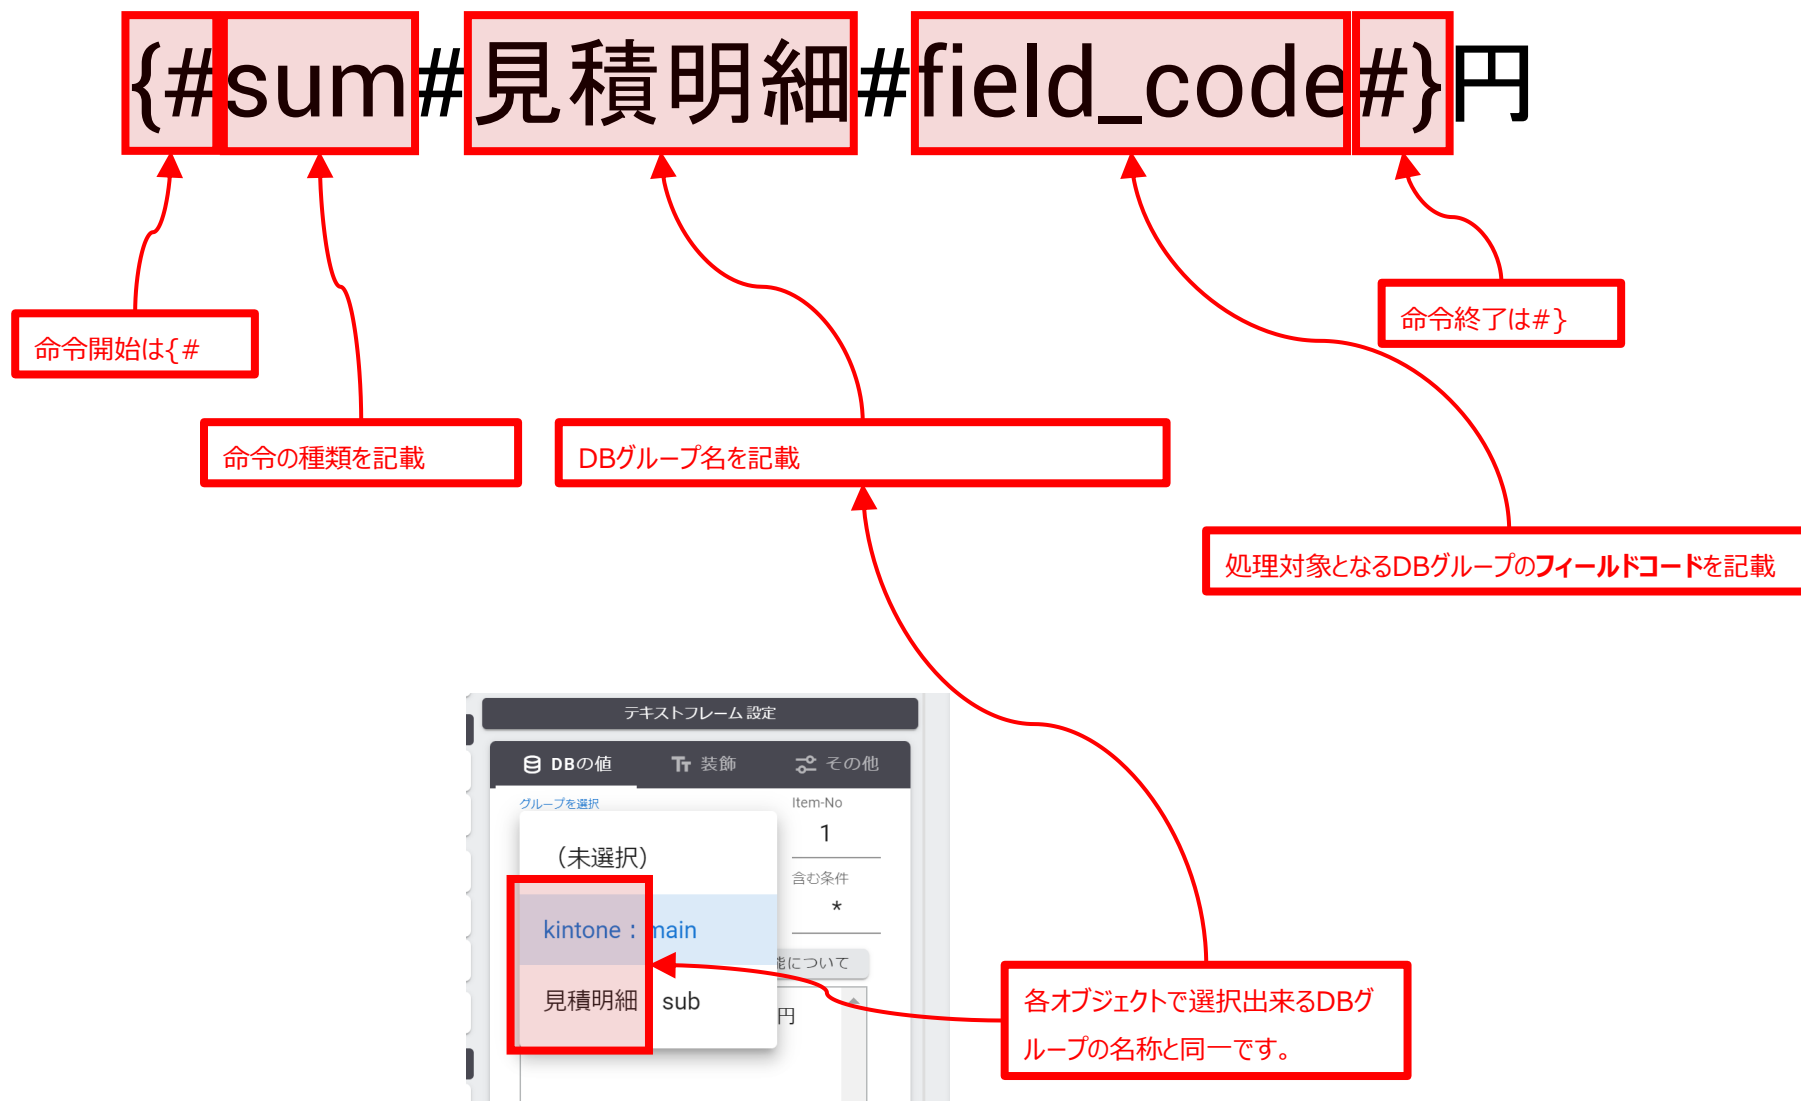 {#sum#見積明細#field_code#}円
命令開始は{#
命令終了は#}
命令の種類を記載
DBグループ名を記載
処理対象となるDBグループのフィールドコードを記載
テキストフレーム設定
DBの値 装飾 その他
グループを選択 Item-No
1
（未選択）
含む条件
*
kintone：main
能について
見積明細 sub
円
各オブジェクトで選択出来るDBグ
ループの名称と同一です。